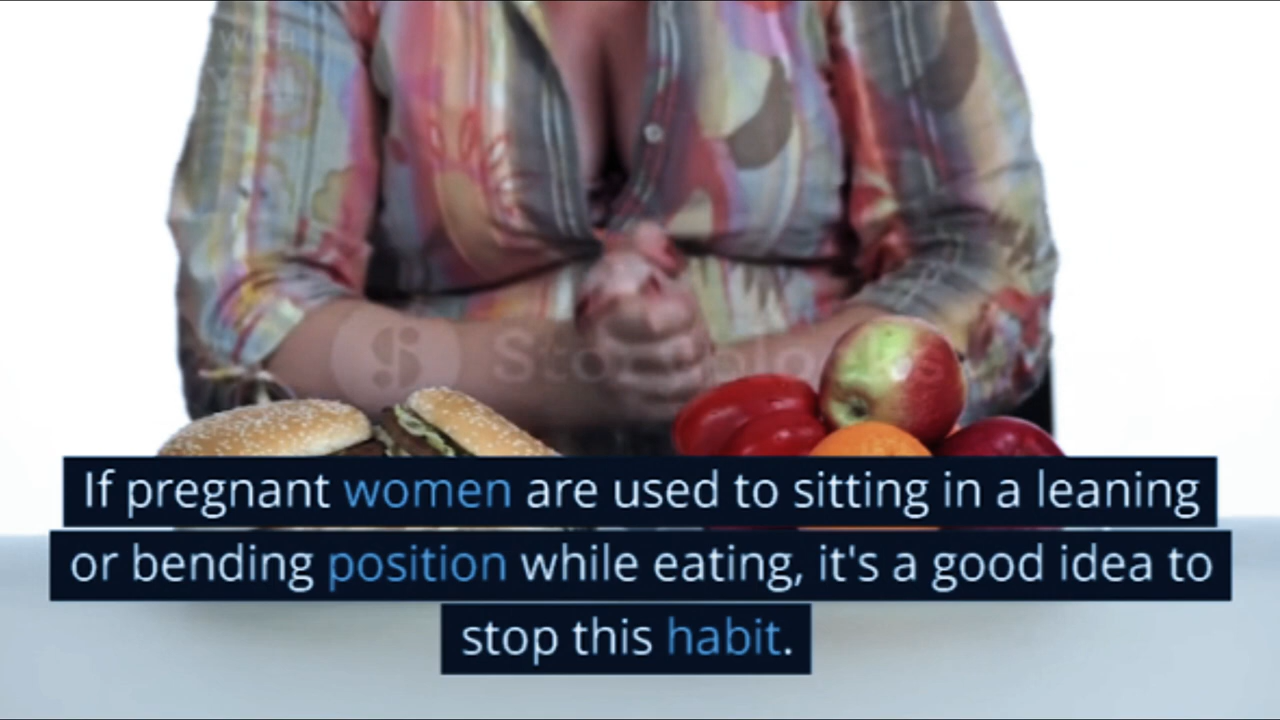 If pregnant women are used to sitting in a leaning
or bending position while eating, it's a good idea to
stop this habit.